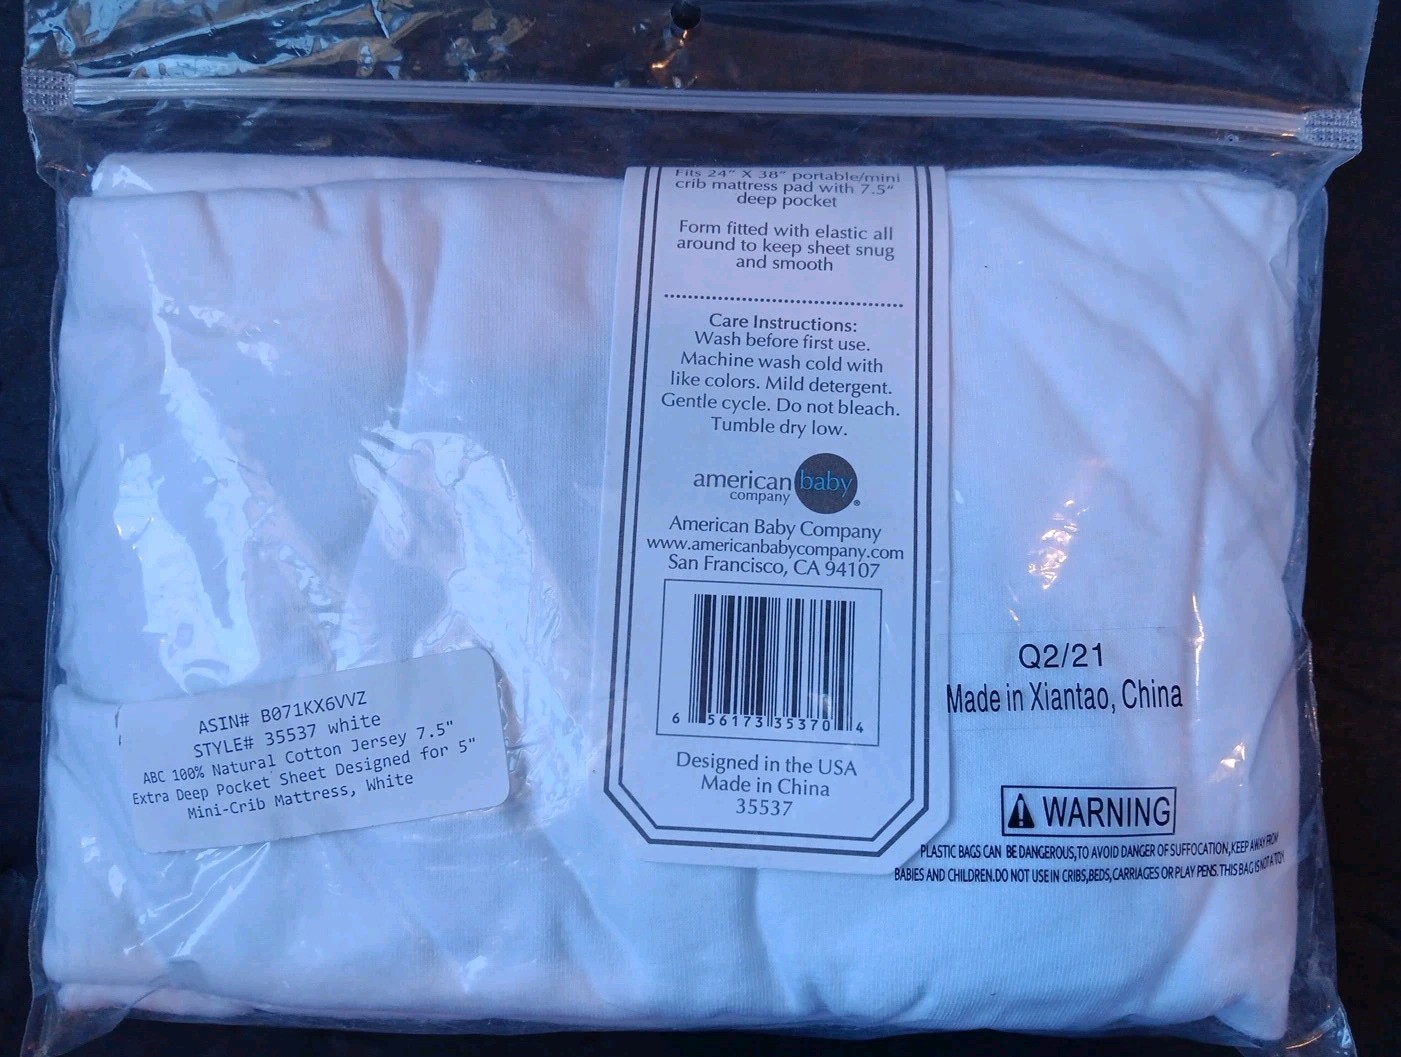 Fits 24" X 38" portable/mini
crib mattress pad with 7.5"
deep pocket
Form fitted with elastic all
around to keep sheet snug
and smooth
Care Instructions:
Wash before first use.
Machine wash cold with
like colors. Mild detergent.
Gentle cycle. Do not bleach.
Tumble dry low.
american baby
company
American Baby Company
www.americanbabycompany.com
San Francisco, CA 94107
6 56173 35370 4
Designed in the USA
Made in China
35537
ASIN# B071KX6VVZ
STYLE# 35537 white
ABC 100% Natural Cotton Jersey 7.5"
Extra Deep Pocket Sheet Designed for 5"
Mini-Crib Mattress, White
Q2/21
Made in Xiantao, China
WARNING
PLASTIC BAGS CAN BE DANGEROUS,TO AVOID DANGER OF SUFFOCATION,KEEP AWAY FROM
BABIES AND CHILDREN.DO NOT USE IN CRIBS,BEDS,CARRIAGES OR PLAY PENS.THIS BAG IS NOT A TOY